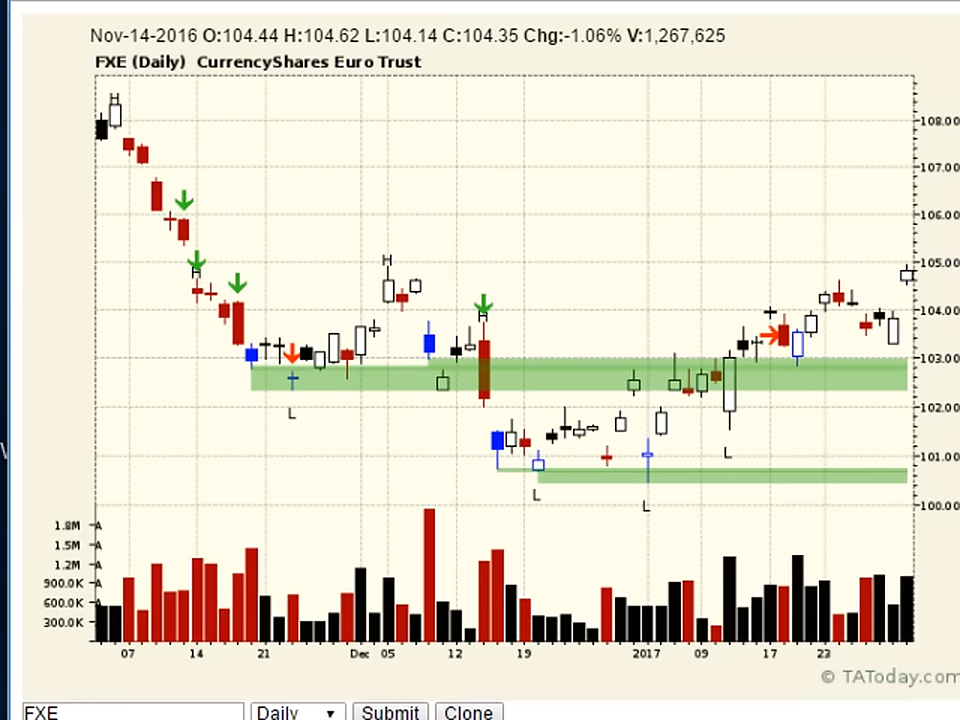 Nov-14-2016 O:104.44 H:104.62 L:104.14 C:104.35 Chg:-1.06% V:1,267,625
FXE (Daily) CurrencyShares Euro Trust
H
108.00
107.00
106.00
H
H
105.00
H
104.00
103.00
L
102.00
L
101.00
L
L
100.00
1.8M A
1.5M A
1.2M A
900.0K A
600.0K A
300.0K
07 14 21 Dec 05 12 19 2017 09 17 23
© TAToday.com
FXE Daily ▼ Submit Clone